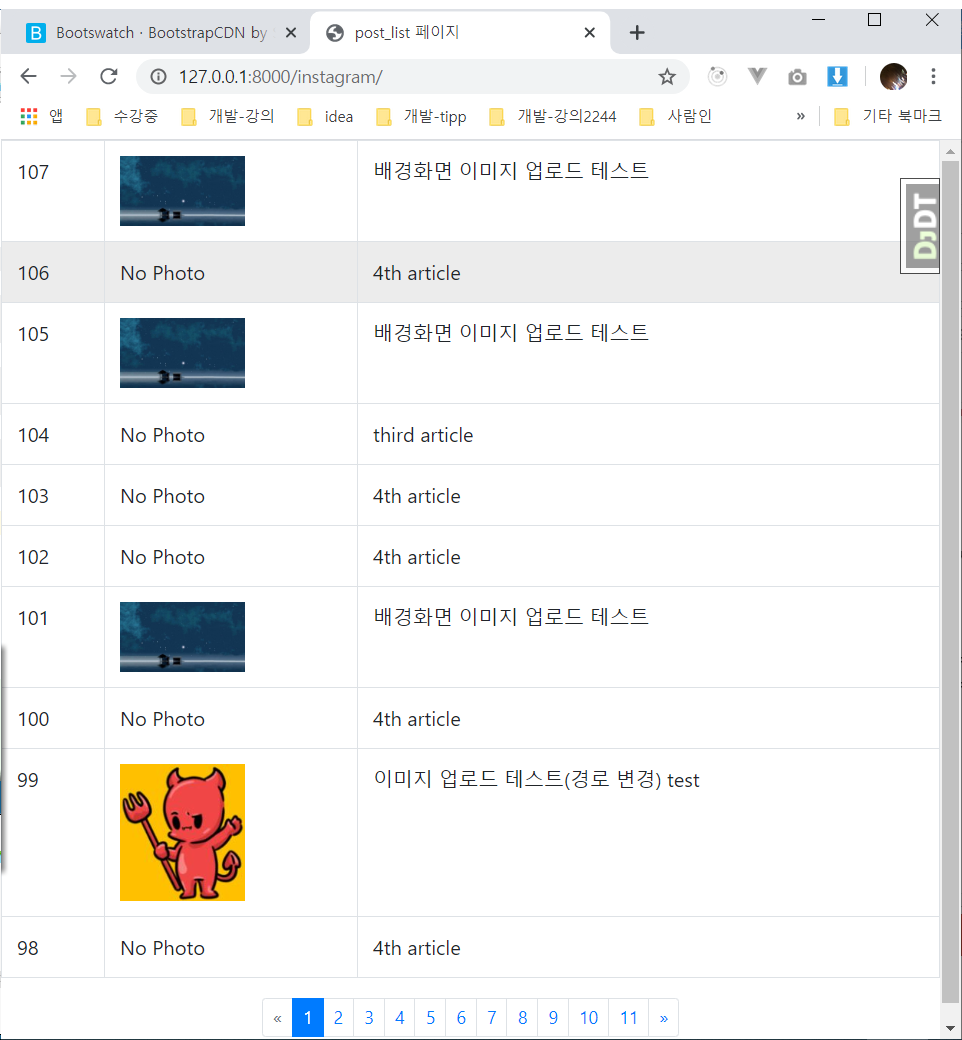 Bootswatch · BootstrapCDN by
post_list 페이지
127.0.0.1:8000/instagram/
앱 수강중 개발-강의 idea 개발-tipp 개발-강의2244 사람인 » 기타 북마크
107 배경화면 이미지 업로드 테스트
DJDT
106 No Photo 4th article
105 배경화면 이미지 업로드 테스트
104 No Photo third article
103 No Photo 4th article
102 No Photo 4th article
101 배경화면 이미지 업로드 테스트
100 No Photo 4th article
99 이미지 업로드 테스트(경로 변경) test
98 No Photo 4th article
« 1 2 3 4 5 6 7 8 9 10 11 »